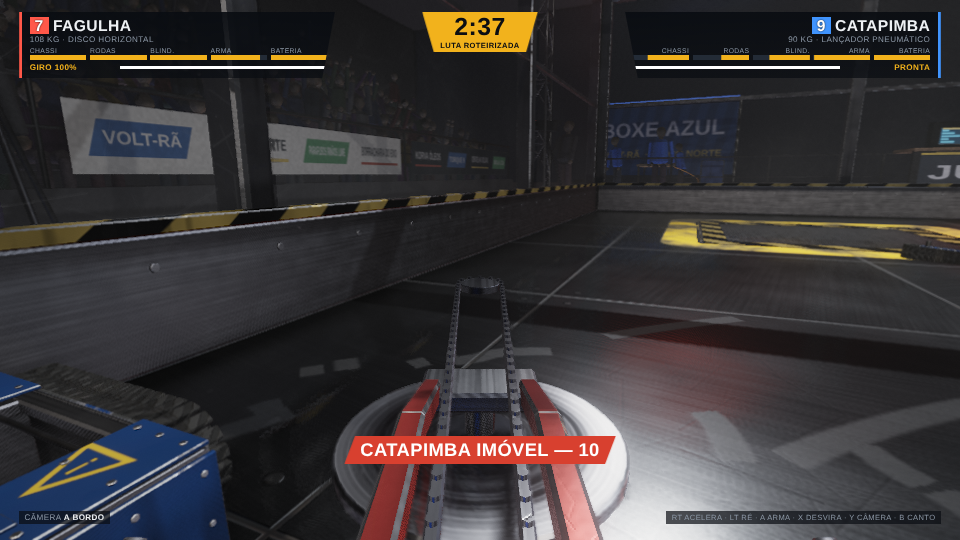 7 FAGULHA
108 KG · DISCO HORIZONTAL
CHASSI RODAS BLIND. ARMA BATERIA
GIRO 100%
2:37
LUTA ROTEIRIZADA
9 CATAPIMBA
90 KG · LANÇADOR PNEUMÁTICO
CHASSI RODAS BLIND. ARMA BATERIA
PRONTA
VOLT-RÃ
BOXE AZUL
NORTE
JU
CATAPIMBA IMÓVEL — 10
CÂMERA A BORDO
RT ACELERA · LT RÉ · A ARMA · X DESVIRA · Y CÂMERA · B CANTO